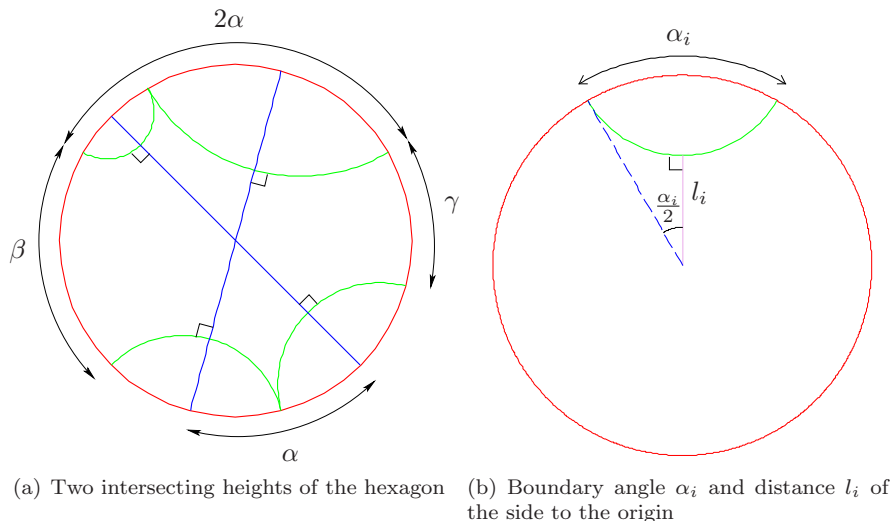 2α
β
γ
α
(a) Two intersecting heights of the hexagon
α_i
α_i/2
l_i
(b) Boundary angle α_i and distance l_i of
the side to the origin